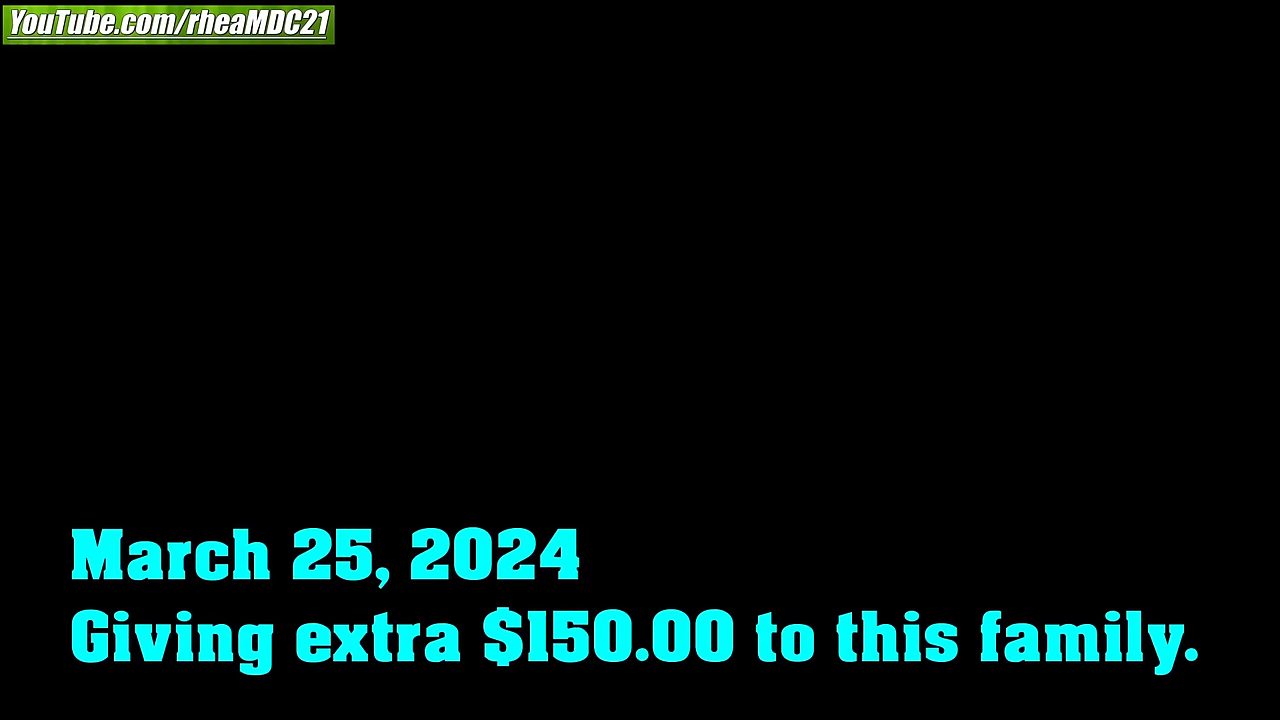 YouTube.com/rheaMDC21
March 25, 2024
Giving extra $150.00 to this family.